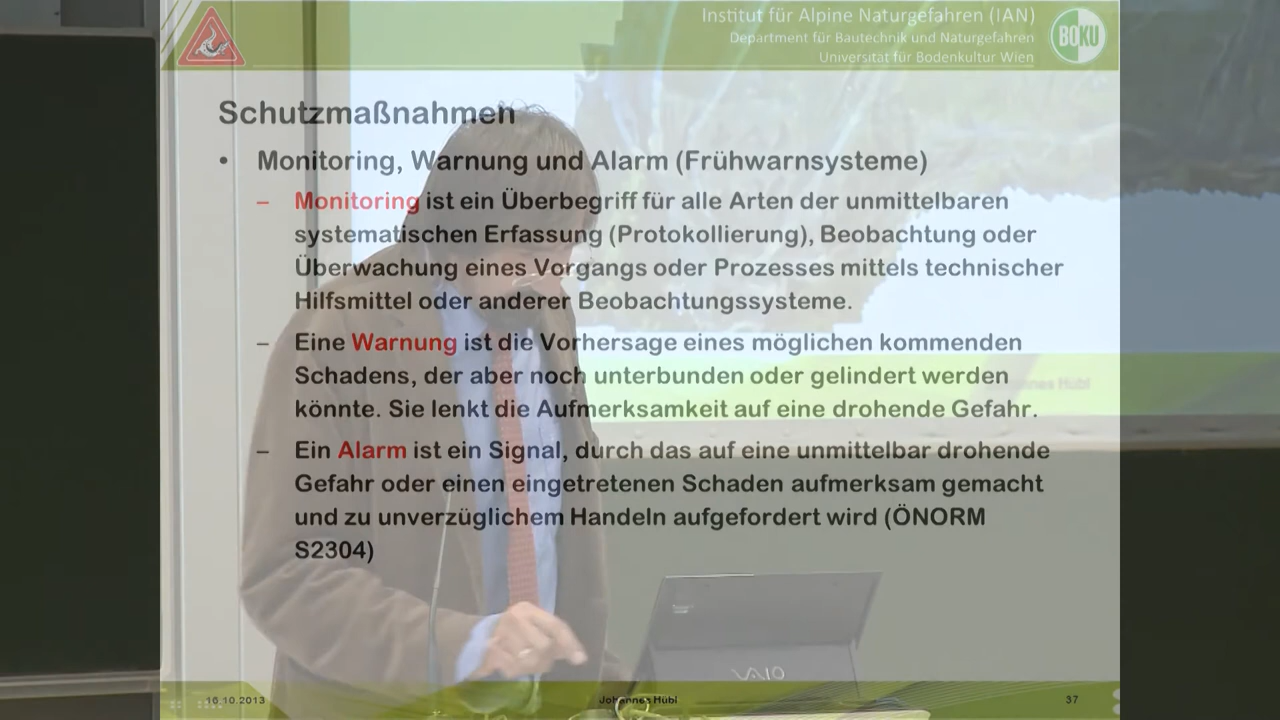 Institut für Alpine Naturgefahren (IAN)
Department für Bautechnik und Naturgefahren
Universität für Bodenkultur Wien
BOKU
Schutzmaßnahmen
• Monitoring, Warnung und Alarm (Frühwarnsysteme)
– Monitoring ist ein Überbegriff für alle Arten der unmittelbaren
systematischen Erfassung (Protokollierung), Beobachtung oder
Überwachung eines Vorgangs oder Prozesses mittels technischer
Hilfsmittel oder anderer Beobachtungssysteme.
– Eine Warnung ist die Vorhersage eines möglichen kommenden
Schadens, der aber noch unterbunden oder gelindert werden
könnte. Sie lenkt die Aufmerksamkeit auf eine drohende Gefahr.
– Ein Alarm ist ein Signal, durch das auf eine unmittelbar drohende
Gefahr oder einen eingetretenen Schaden aufmerksam gemacht
und zu unverzüglichem Handeln aufgefordert wird (ÖNORM
S2304)
VAIO
16.10.2013
Johannes Hübl
37